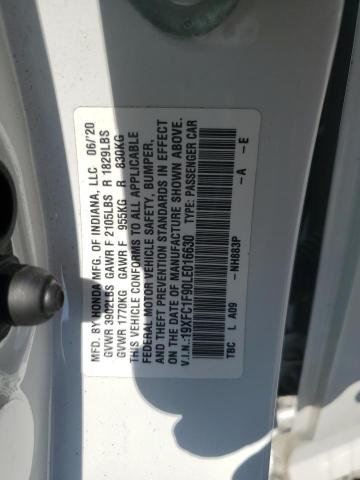 MFD. BY HONDA MFG. OF INDIANA, LLC 06/'20
GVWR 3902LBS GAWR F 2105LBS R 1829LBS
GVWR 1770KG GAWR F 955KG R 830KG
THIS VEHICLE CONFORMS TO ALL APPLICABLE
FEDERAL MOTOR VEHICLE SAFETY, BUMPER,
AND THEFT PREVENTION STANDARDS IN EFFECT
ON THE DATE OF MANUFACTURE SHOWN ABOVE.
V.I.N.:19XFC1F90LE016630 TYPE: PASSENGER CAR
-NH883P -A -E
TBC L A09